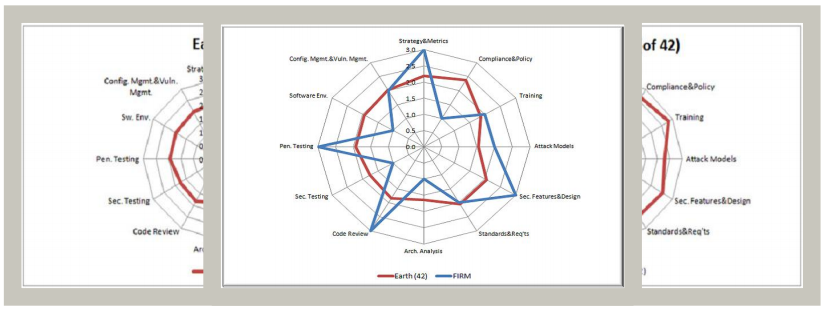 Ea
Strat
Config. Mgmt.&Vuln.
Mgmt.
Sw. Env.
Pen. Testing
Sec. Testing
Code Review
Ar
Strategy&Metrics
3.0
Config. Mgmt.&Vuln. Mgmt.
Compliance&Policy
2.5
2.0
Software Env.
Training
1.5
1.0
0.5
Pen. Testing
0.0
Attack Models
Sec. Testing
Sec. Features&Design
Code Review
Standards&Req'ts
Arch. Analysis
Earth (42)
FIRM
of 42)
Compliance&Policy
Training
Attack Models
Sec. Features&Design
Standards&Req'ts